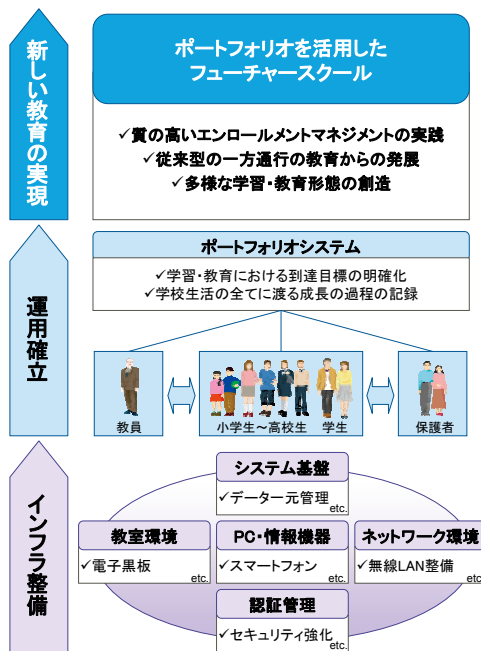 新しい教育の実現
ポートフォリオを活用した
フューチャースクール
✓質の高いエンロールメントマネジメントの実践
✓従来型の一方通行の教育からの発展
✓多様な学習・教育形態の創造
運用確立
ポートフォリオシステム
✓学習・教育における到達目標の明確化
✓学校生活の全てに渡る成長の過程の記録
教員
小学生～高校生 学生
保護者
インフラ整備
システム基盤
✓データ一元管理
etc.
教室環境
✓電子黒板
etc.
PC・情報機器
✓スマートフォン
etc.
ネットワーク環境
✓無線LAN整備
etc.
認証管理
✓セキュリティ強化
etc.